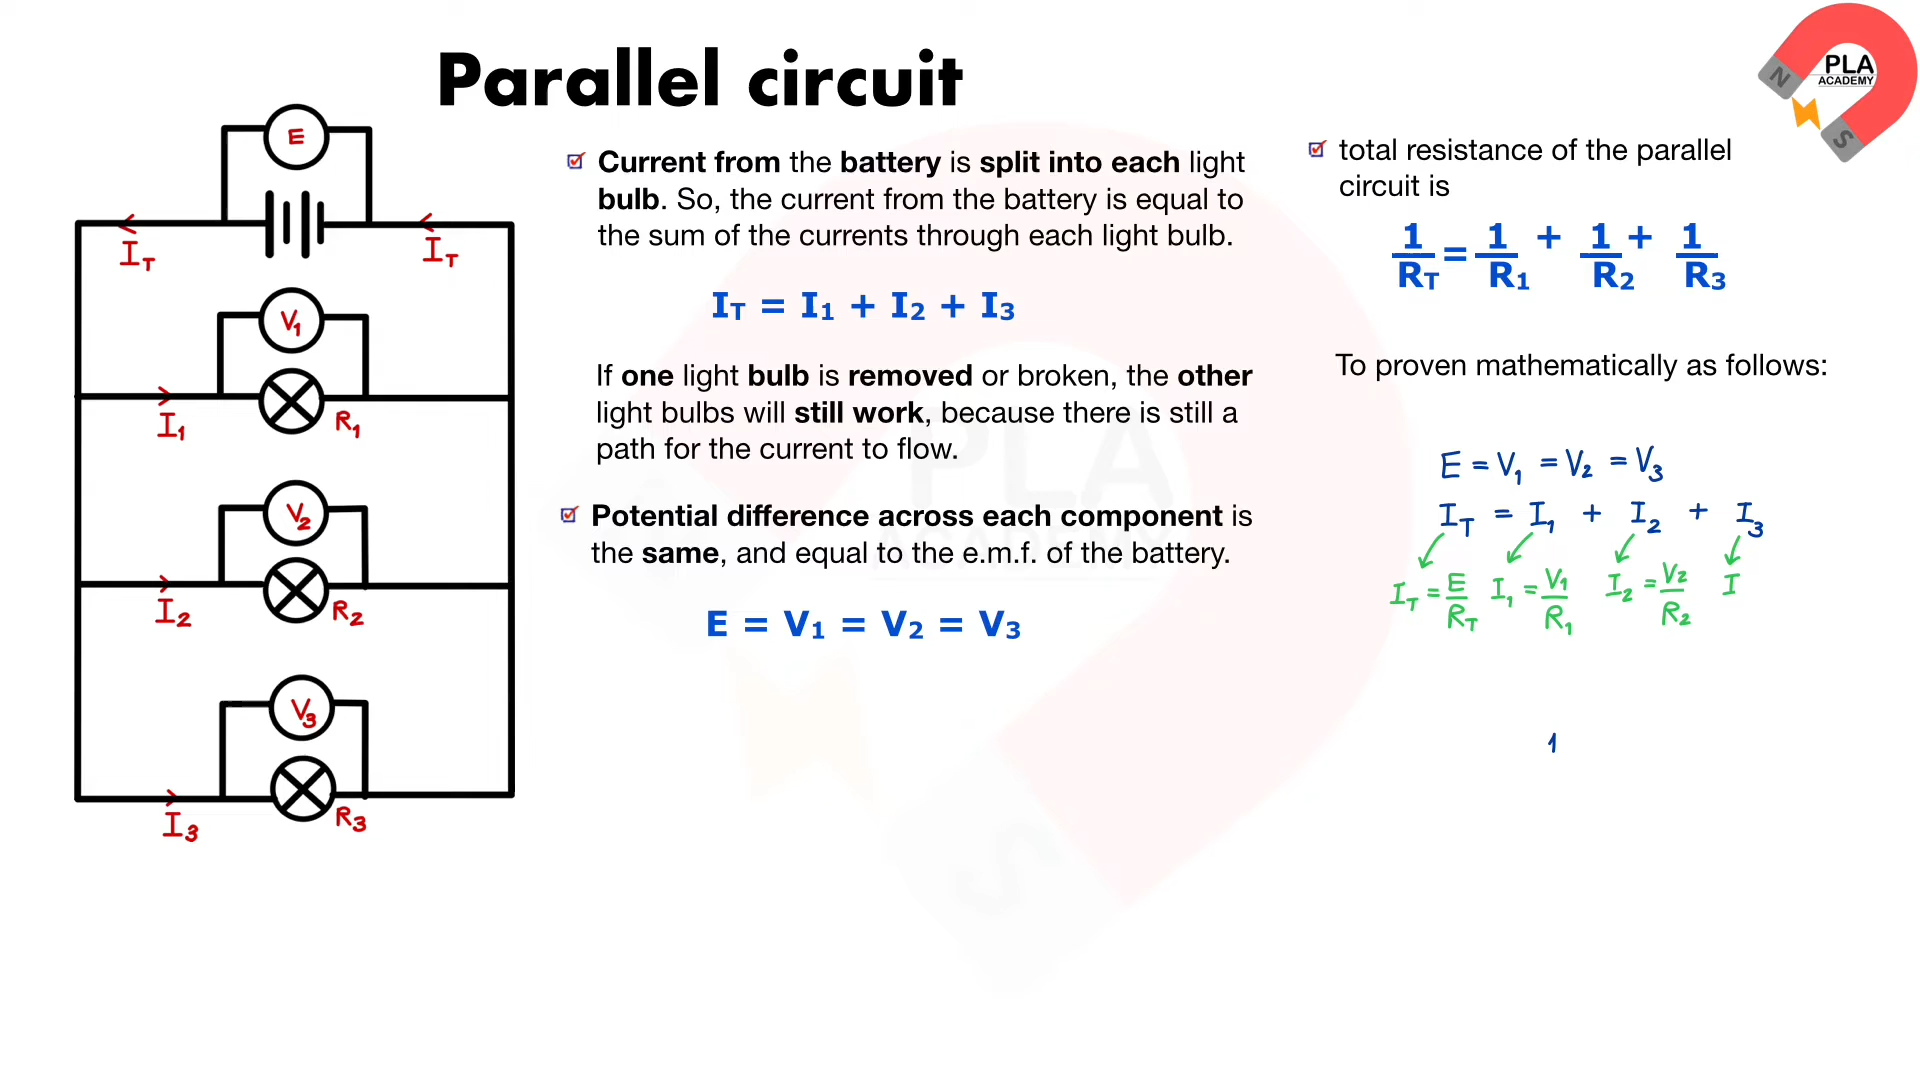 Parallel circuit
N
PLA
ACADEMY
S
E
I_T
I_T
V₁
I₁
R₁
V₂
I₂
R₂
V₃
I₃
R₃
Current from the battery is split into each light
bulb. So, the current from the battery is equal to
the sum of the currents through each light bulb.
I_T = I₁ + I₂ + I₃
If one light bulb is removed or broken, the other
light bulbs will still work, because there is still a
path for the current to flow.
Potential difference across each component is
the same, and equal to the e.m.f. of the battery.
E = V₁ = V₂ = V₃
total resistance of the parallel
circuit is
1/R_T = 1/R₁ + 1/R₂ + 1/R₃
To proven mathematically as follows:
E = V₁ = V₂ = V₃
I_T = I₁ + I₂ + I₃
I_T = E/R_T I₁ = V₁/R₁ I₂ = V₂/R₂ I
1
PLA
ACADEMY
S